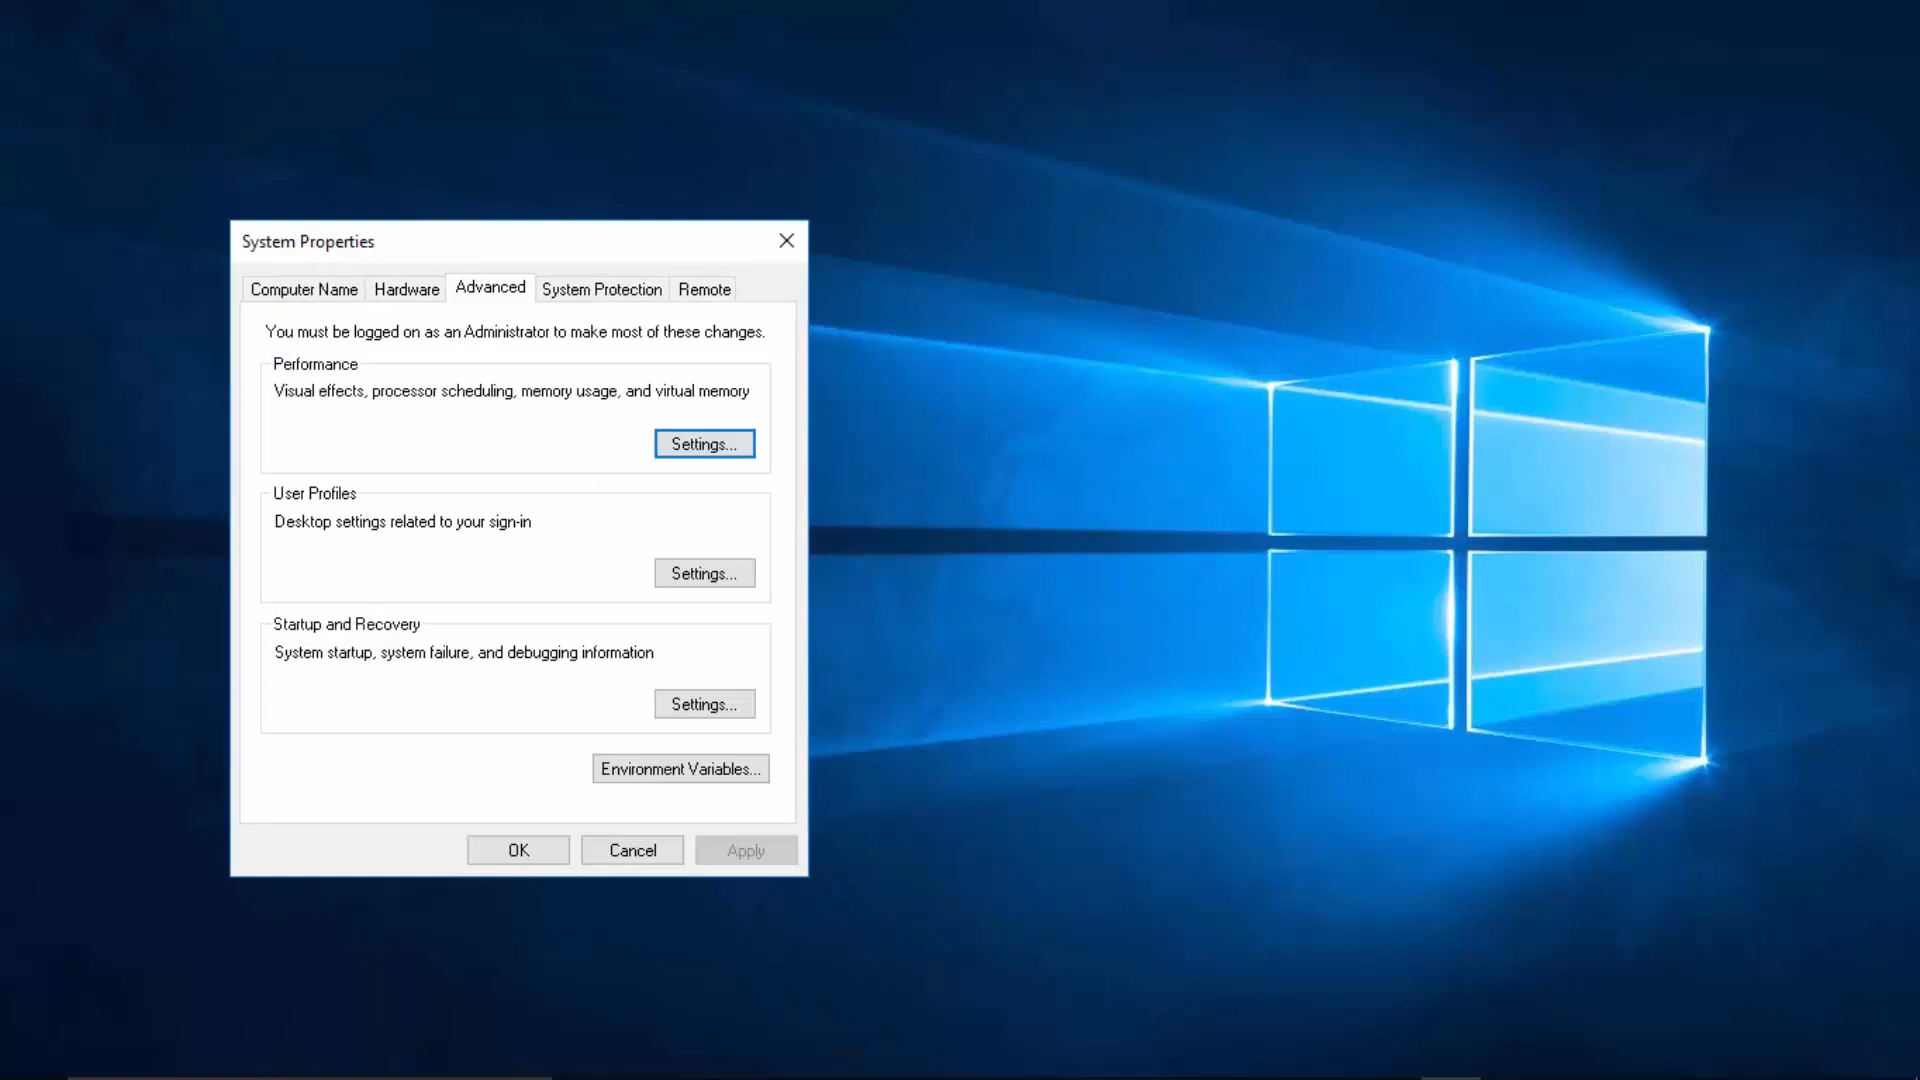 System Properties
Computer Name Hardware Advanced System Protection Remote
You must be logged on as an Administrator to make most of these changes.
Performance
Visual effects, processor scheduling, memory usage, and virtual memory
Settings...
User Profiles
Desktop settings related to your sign-in
Settings...
Startup and Recovery
System startup, system failure, and debugging information
Settings...
Environment Variables...
OK Cancel Apply